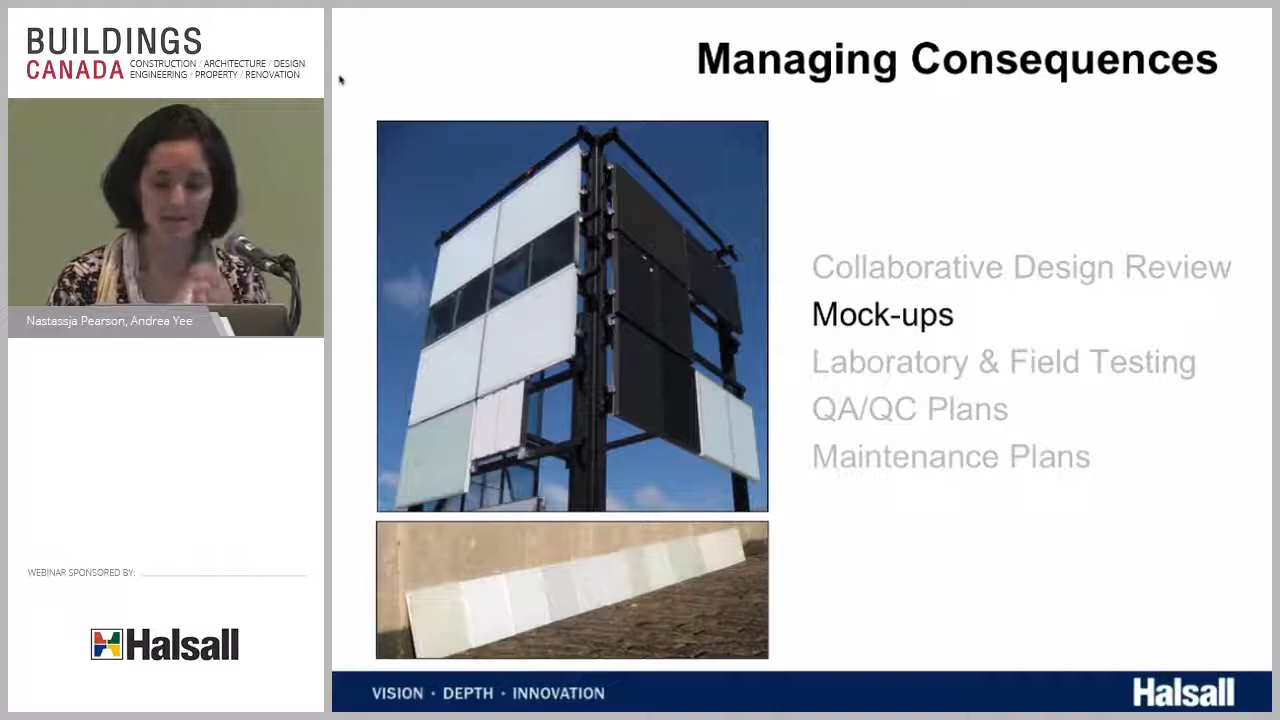 BUILDINGS
CANADA CONSTRUCTION / ARCHITECTURE / DESIGN
ENGINEERING / PROPERTY / RENOVATION
Nastassja Pearson, Andrea Yee
WEBINAR SPONSORED BY:
Halsall
Managing Consequences
Collaborative Design Review
Mock-ups
Laboratory & Field Testing
QA/QC Plans
Maintenance Plans
VISION · DEPTH · INNOVATION
Halsall